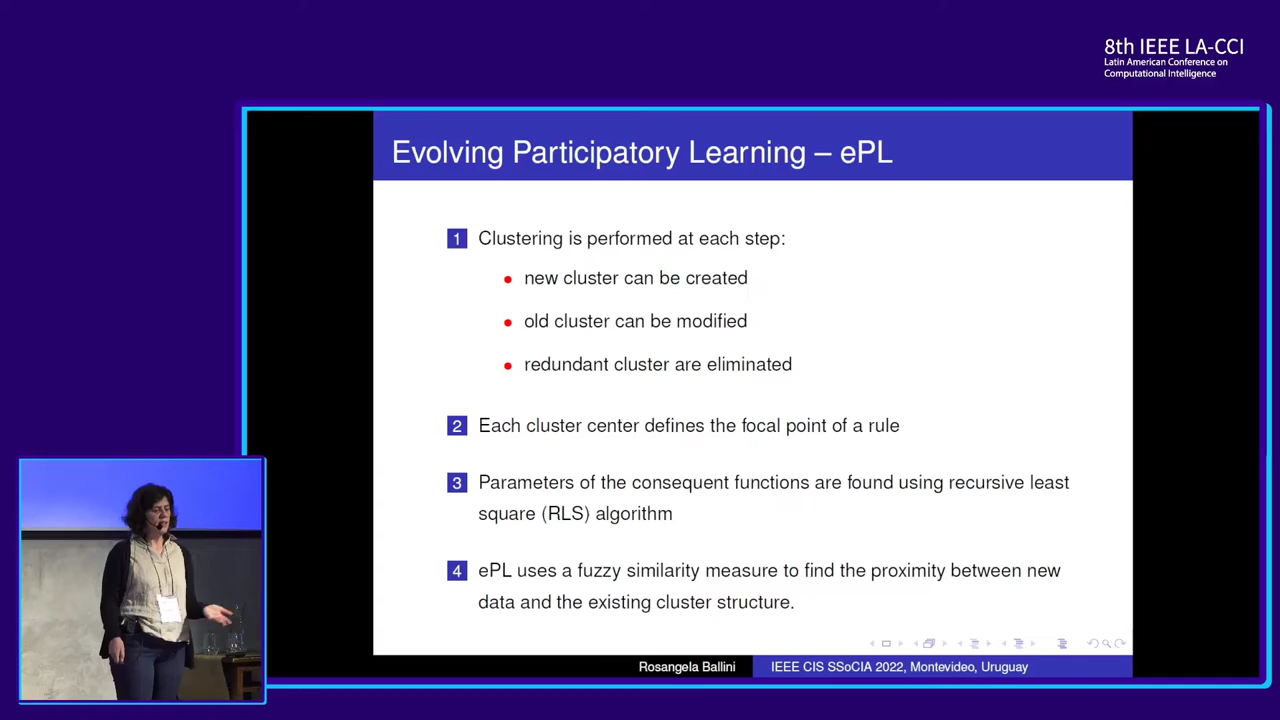 8th IEEE LA-CCI
Latin American Conference on
Computational Intelligence
Evolving Participatory Learning – ePL
1 Clustering is performed at each step:
• new cluster can be created
• old cluster can be modified
• redundant cluster are eliminated
2 Each cluster center defines the focal point of a rule
3 Parameters of the consequent functions are found using recursive least
square (RLS) algorithm
4 ePL uses a fuzzy similarity measure to find the proximity between new
data and the existing cluster structure.
Rosangela Ballini IEEE CIS SSoCIA 2022, Montevideo, Uruguay